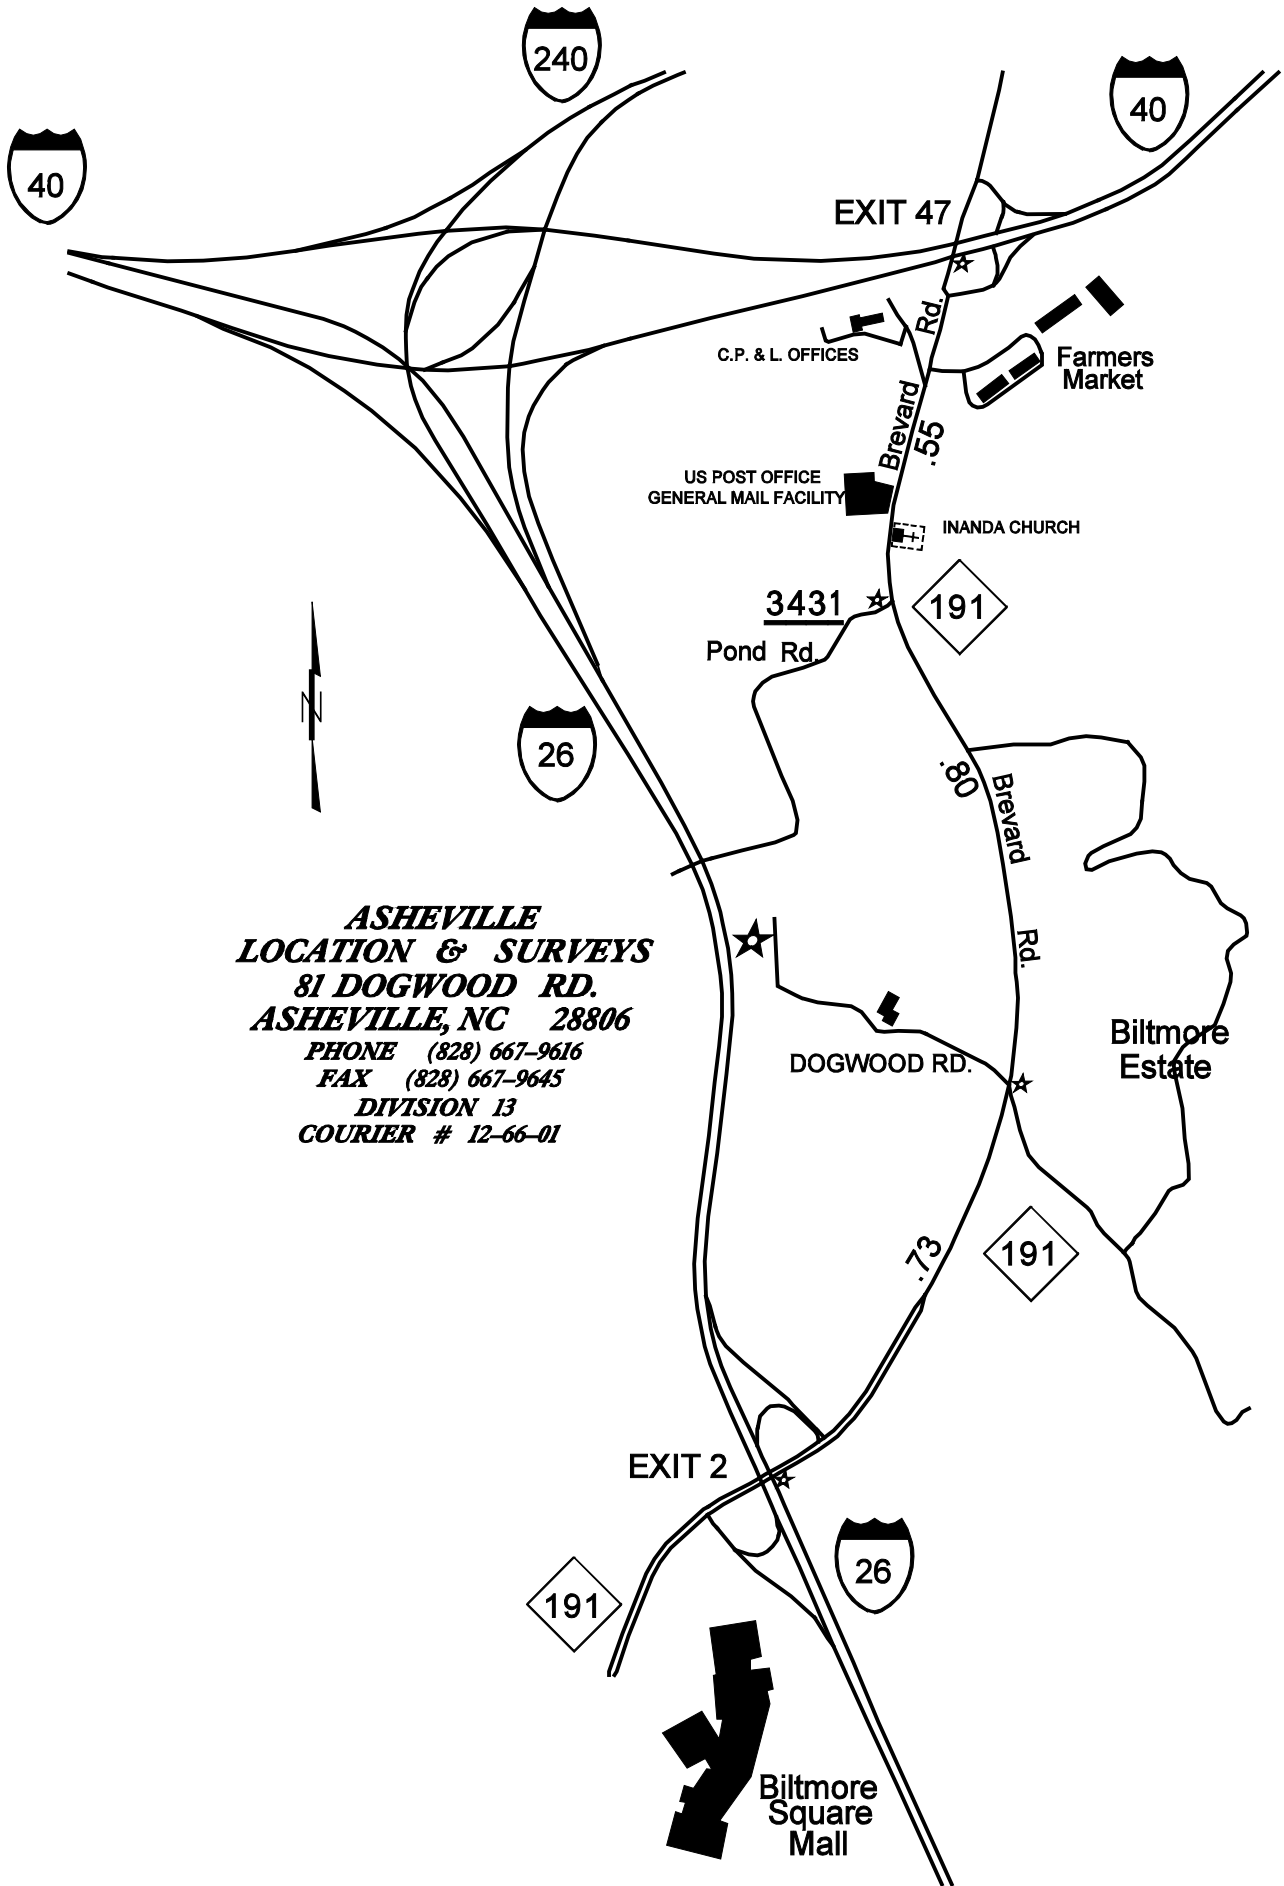 240
40
40
EXIT 47
Brevard Rd.
C.P. & L. OFFICES
Farmers
Market
.55
US POST OFFICE
GENERAL MAIL FACILITY
INANDA CHURCH
3431
191
Pond Rd.
N
26
.80
Brevard Rd.
ASHEVILLE
LOCATION & SURVEYS
81 DOGWOOD RD.
ASHEVILLE, NC 28806
PHONE (828) 667-9616
FAX (828) 667-9645
DIVISION 13
COURIER # 12-66-01
Biltmore
Estate
DOGWOOD RD.
191
.73
EXIT 2
26
191
Biltmore
Square
Mall